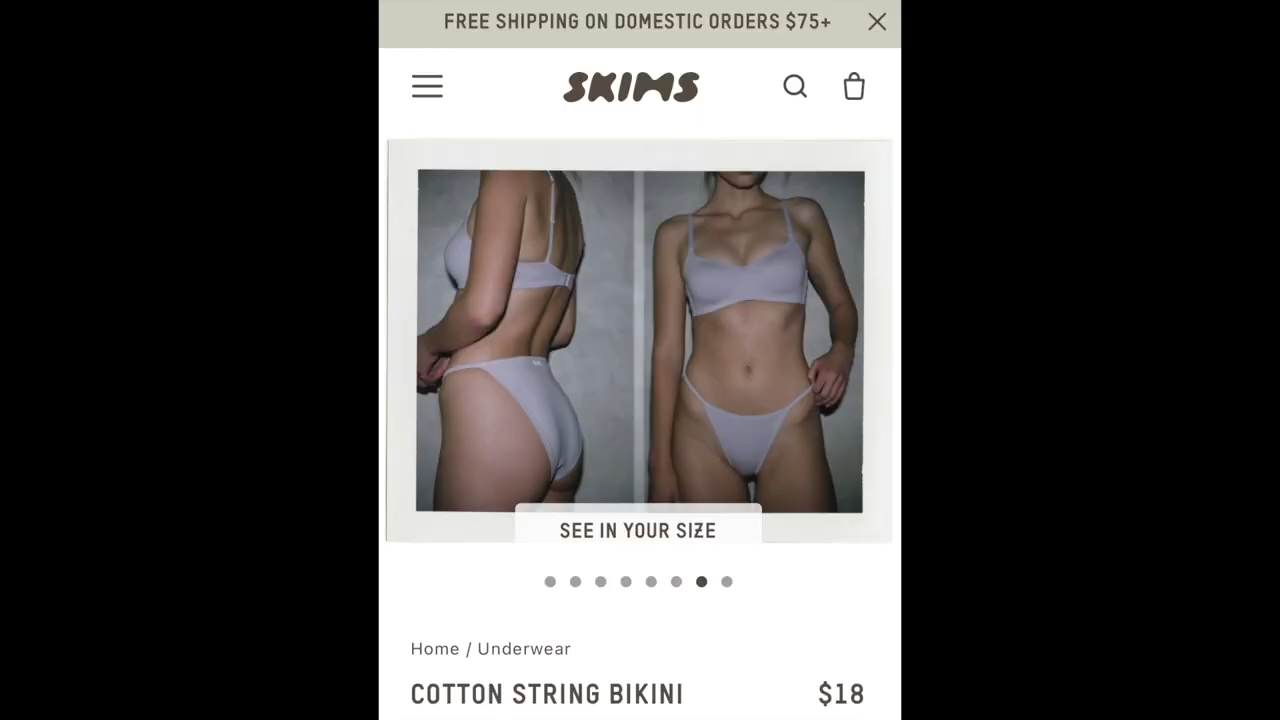 FREE SHIPPING ON DOMESTIC ORDERS $75+
SKIMS
SEE IN YOUR SIZE
Home / Underwear
COTTON STRING BIKINI $18